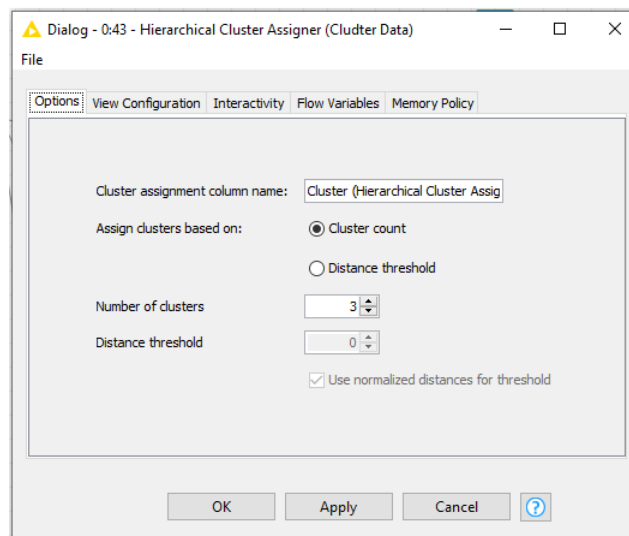 Dialog - 0:43 - Hierarchical Cluster Assigner (Cludter Data)
File
Options View Configuration Interactivity Flow Variables Memory Policy
Cluster assignment column name: Cluster (Hierarchical Cluster Assig
Assign clusters based on: Cluster count
Distance threshold
Number of clusters 3
Distance threshold 0
Use normalized distances for threshold
OK Apply Cancel ?